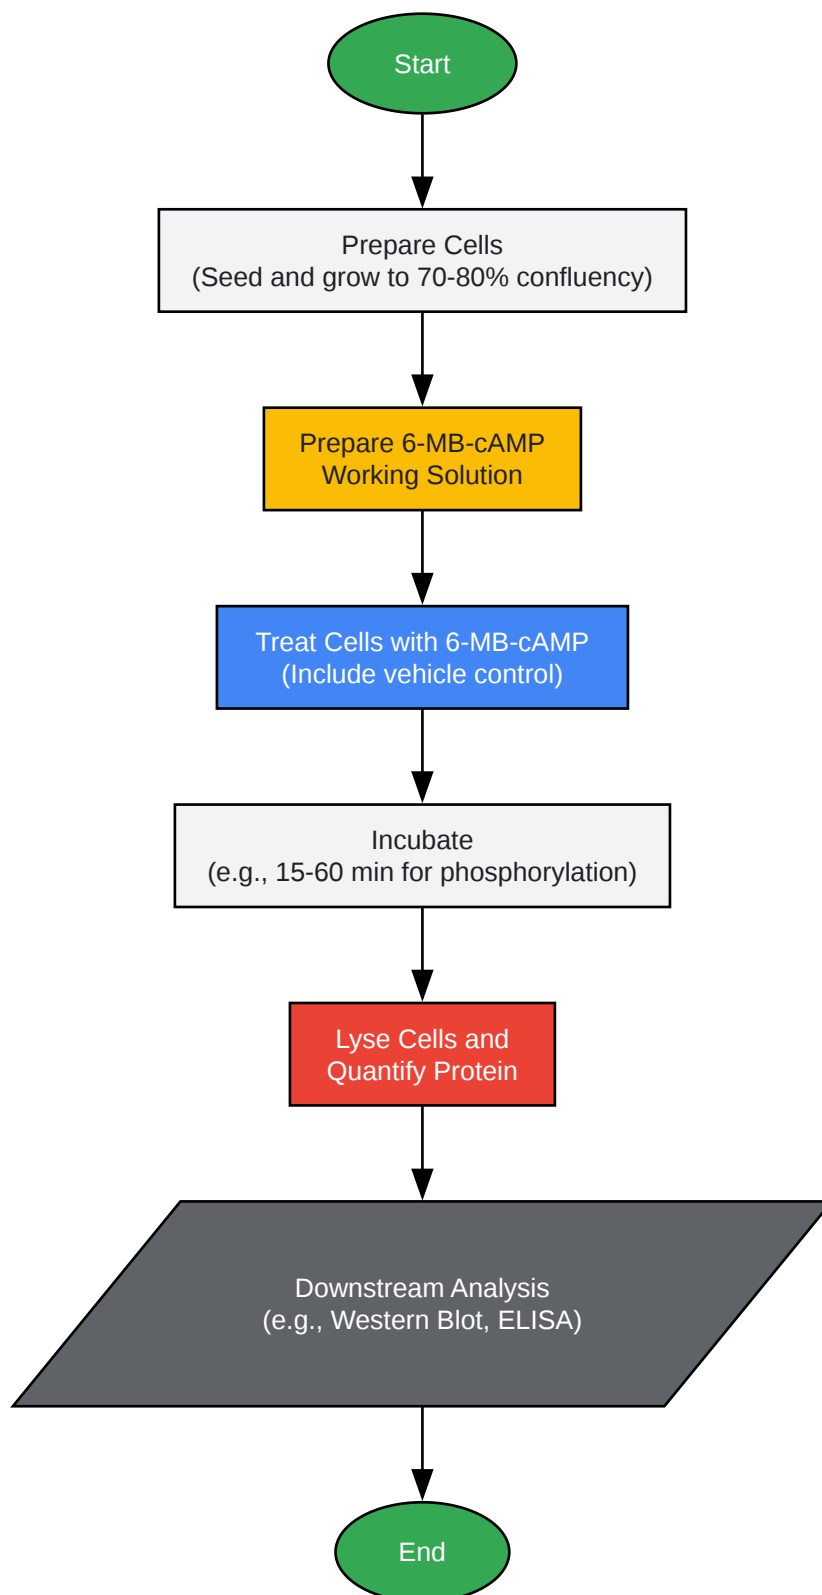 Start
Prepare Cells
(Seed and grow to 70-80% confluency)
Prepare 6-MB-cAMP
Working Solution
Treat Cells with 6-MB-cAMP
(Include vehicle control)
Incubate
(e.g., 15-60 min for phosphorylation)
Lyse Cells and
Quantify Protein
Downstream Analysis
(e.g., Western Blot, ELISA)
End